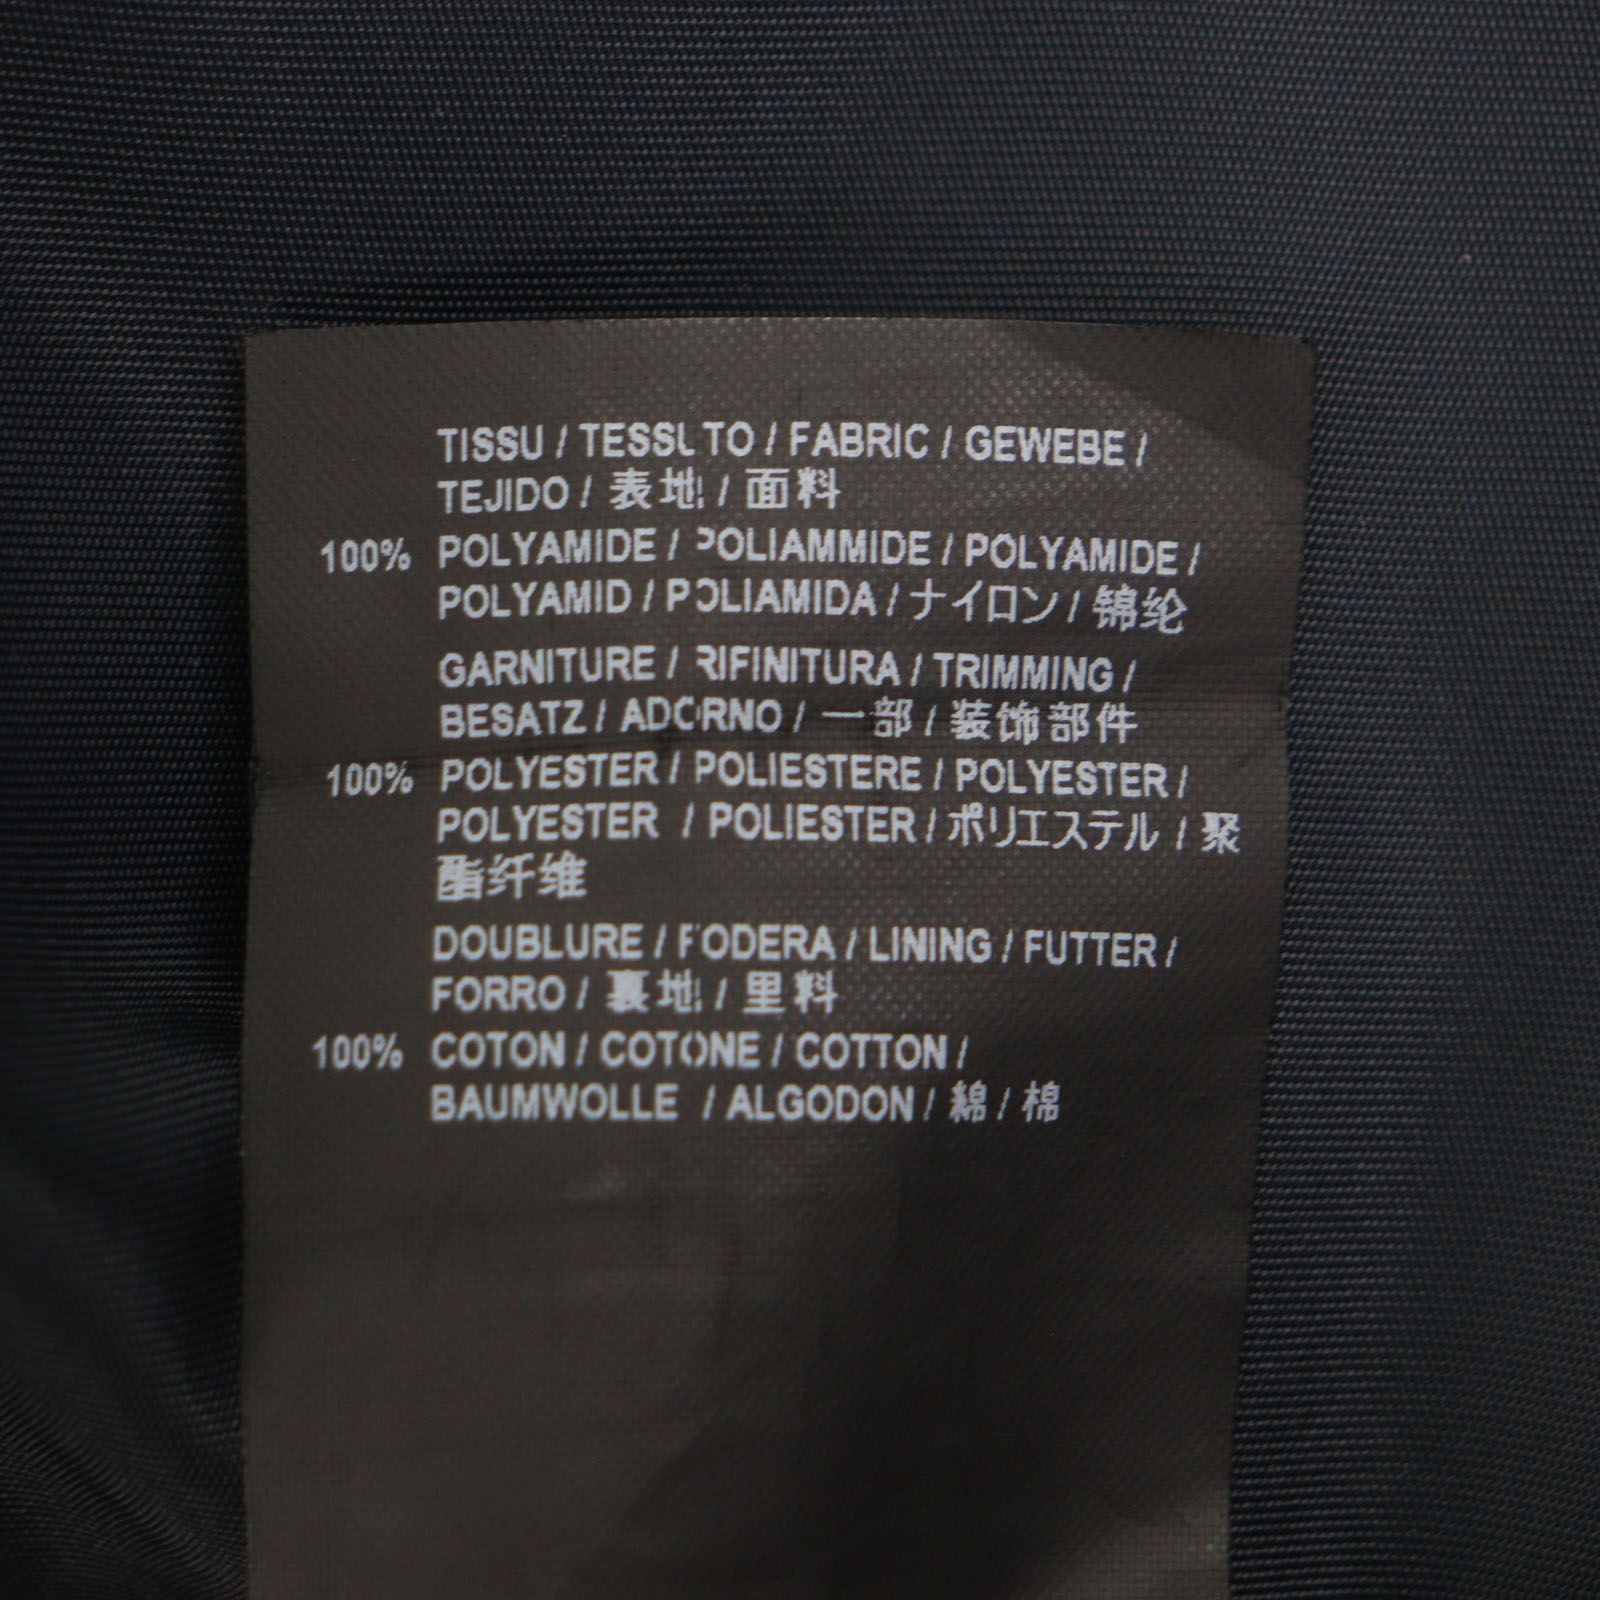 TISSU / TESSUTO / FABRIC / GEWEBE /
TEJIDO / 表地 / 面料
100% POLYAMIDE / POLIAMMIDE / POLYAMIDE /
POLYAMID / POLIAMIDA / ナイロン / 锦纶
GARNITURE / RIFINITURA / TRIMMING /
BESATZ / ADORNO / 一部 / 装饰部件
100% POLYESTER / POLIESTERE / POLYESTER /
POLYESTER / POLIESTER / ポリエステル / 聚
酯纤维
DOUBLURE / FODERA / LINING / FUTTER /
FORRO / 裏地 / 里料
100% COTON / COTONE / COTTON /
BAUMWOLLE / ALGODON / 綿 / 棉